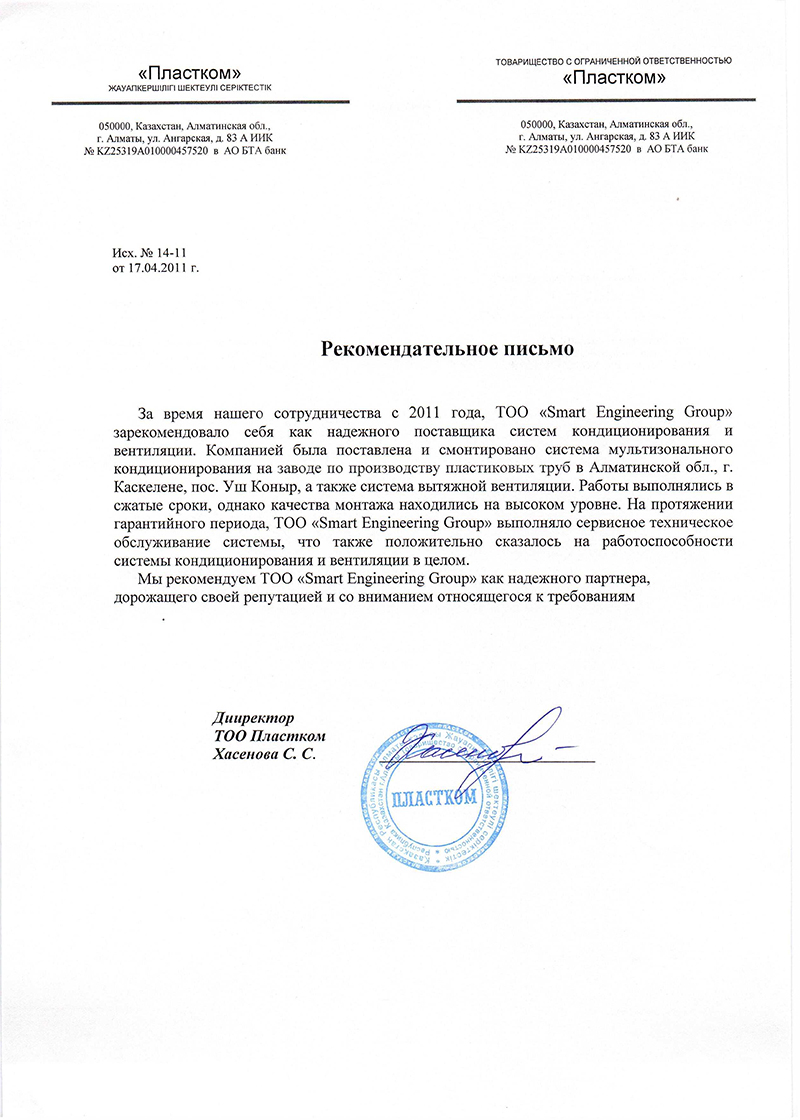 «Пластком»
ЖАУАПКЕРШІЛІГІ ШЕКТЕУЛІ СЕРІКТЕСТІК
050000, Казахстан, Алматинская обл.,
г. Алматы, ул. Ангарская, д. 83 А ИИК
№ KZ25319A010000457520 в АО БТА банк
ТОВАРИЩЕСТВО С ОГРАНИЧЕННОЙ ОТВЕТСТВЕННОСТЬЮ
«Пластком»
050000, Казахстан, Алматинская обл.,
г. Алматы, ул. Ангарская, д. 83 А ИИК
№ KZ25319A010000457520 в АО БТА банк
Исх. № 14-11
от 17.04.2011 г.
Рекомендательное письмо
За время нашего сотрудничества с 2011 года, ТОО «Smart Engineering Group»
зарекомендовало себя как надежного поставщика систем кондиционирования и
вентиляции. Компанией была поставлена и смонтировано система мультизонального
кондиционирования на заводе по производству пластиковых труб в Алматинской обл., г.
Каскелене, пос. Уш Коныр, а также система вытяжной вентиляции. Работы выполнялись в
сжатые сроки, однако качества монтажа находились на высоком уровне. На протяжении
гарантийного периода, ТОО «Smart Engineering Group» выполняло сервисное техническое
обслуживание системы, что также положительно сказалось на работоспособности
системы кондиционирования и вентиляции в целом.
Мы рекомендуем ТОО «Smart Engineering Group» как надежного партнера,
дорожащего своей репутацией и со вниманием относящегося к требованиям
.
Дииректор
ТОО Пластком
Хасенова С. С.
ПЛАСТКОМ